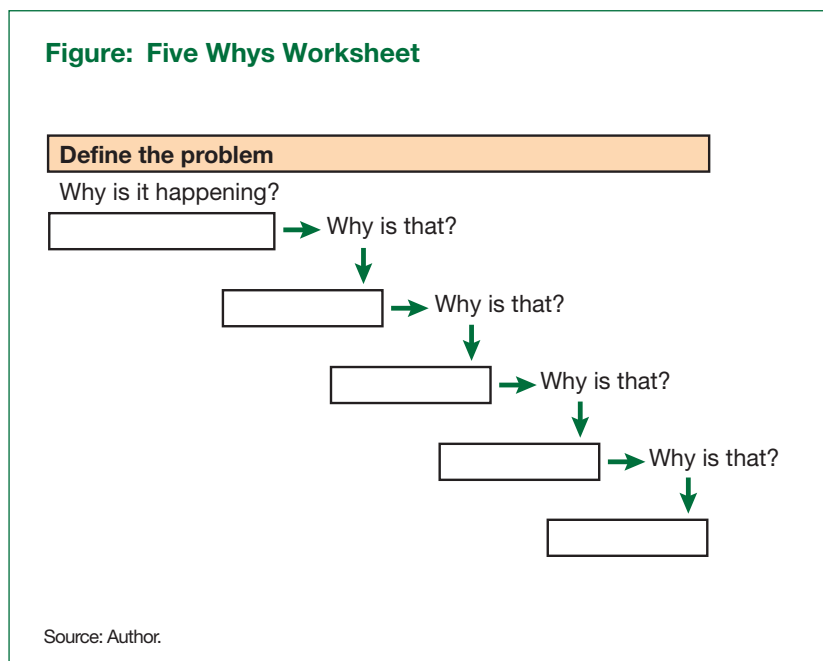 Figure: Five Whys Worksheet
Define the problem
Why is it happening?
Why is that?
Why is that?
Why is that?
Why is that?
Source: Author.